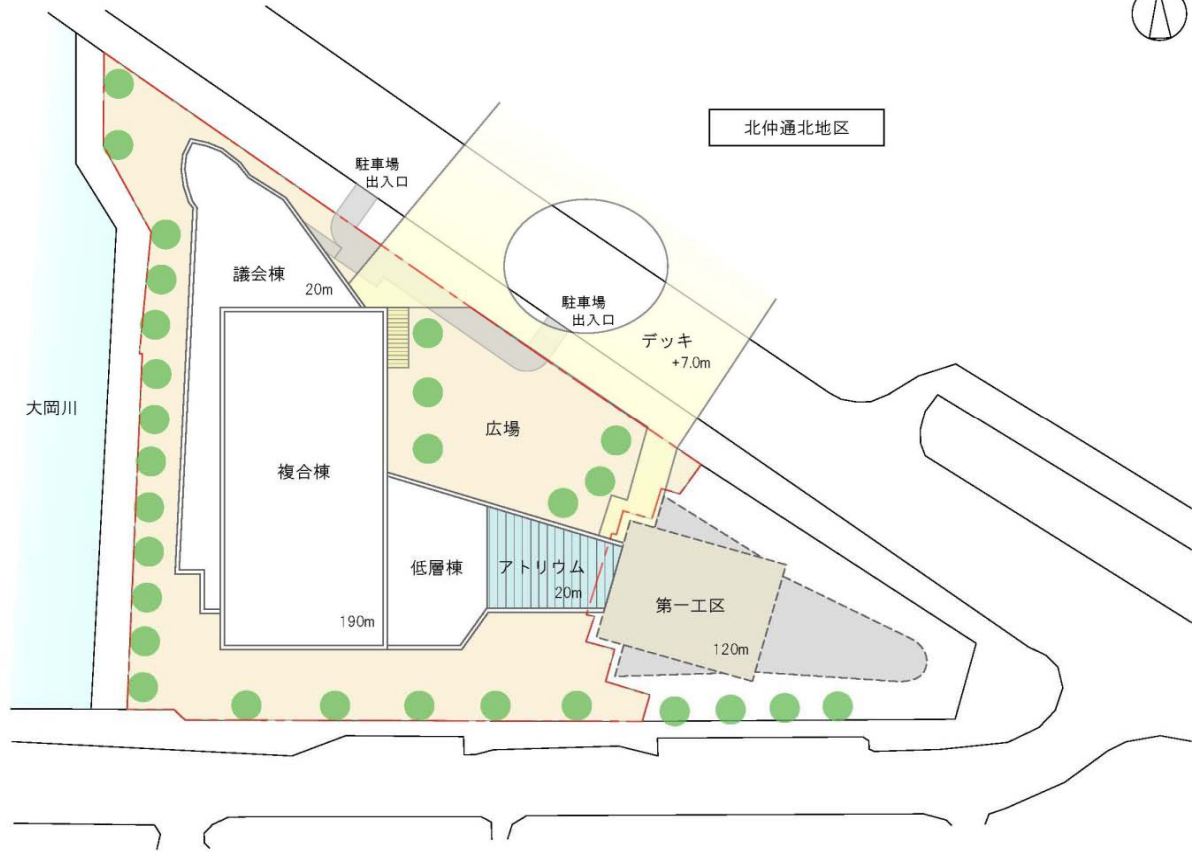 北仲通北地区
駐車場
出入口
議会棟
20m
駐車場
出入口
デッキ
+7.0m
大岡川
広場
複合棟
低層棟
アトリウム
20m
第一工区
190m
120m